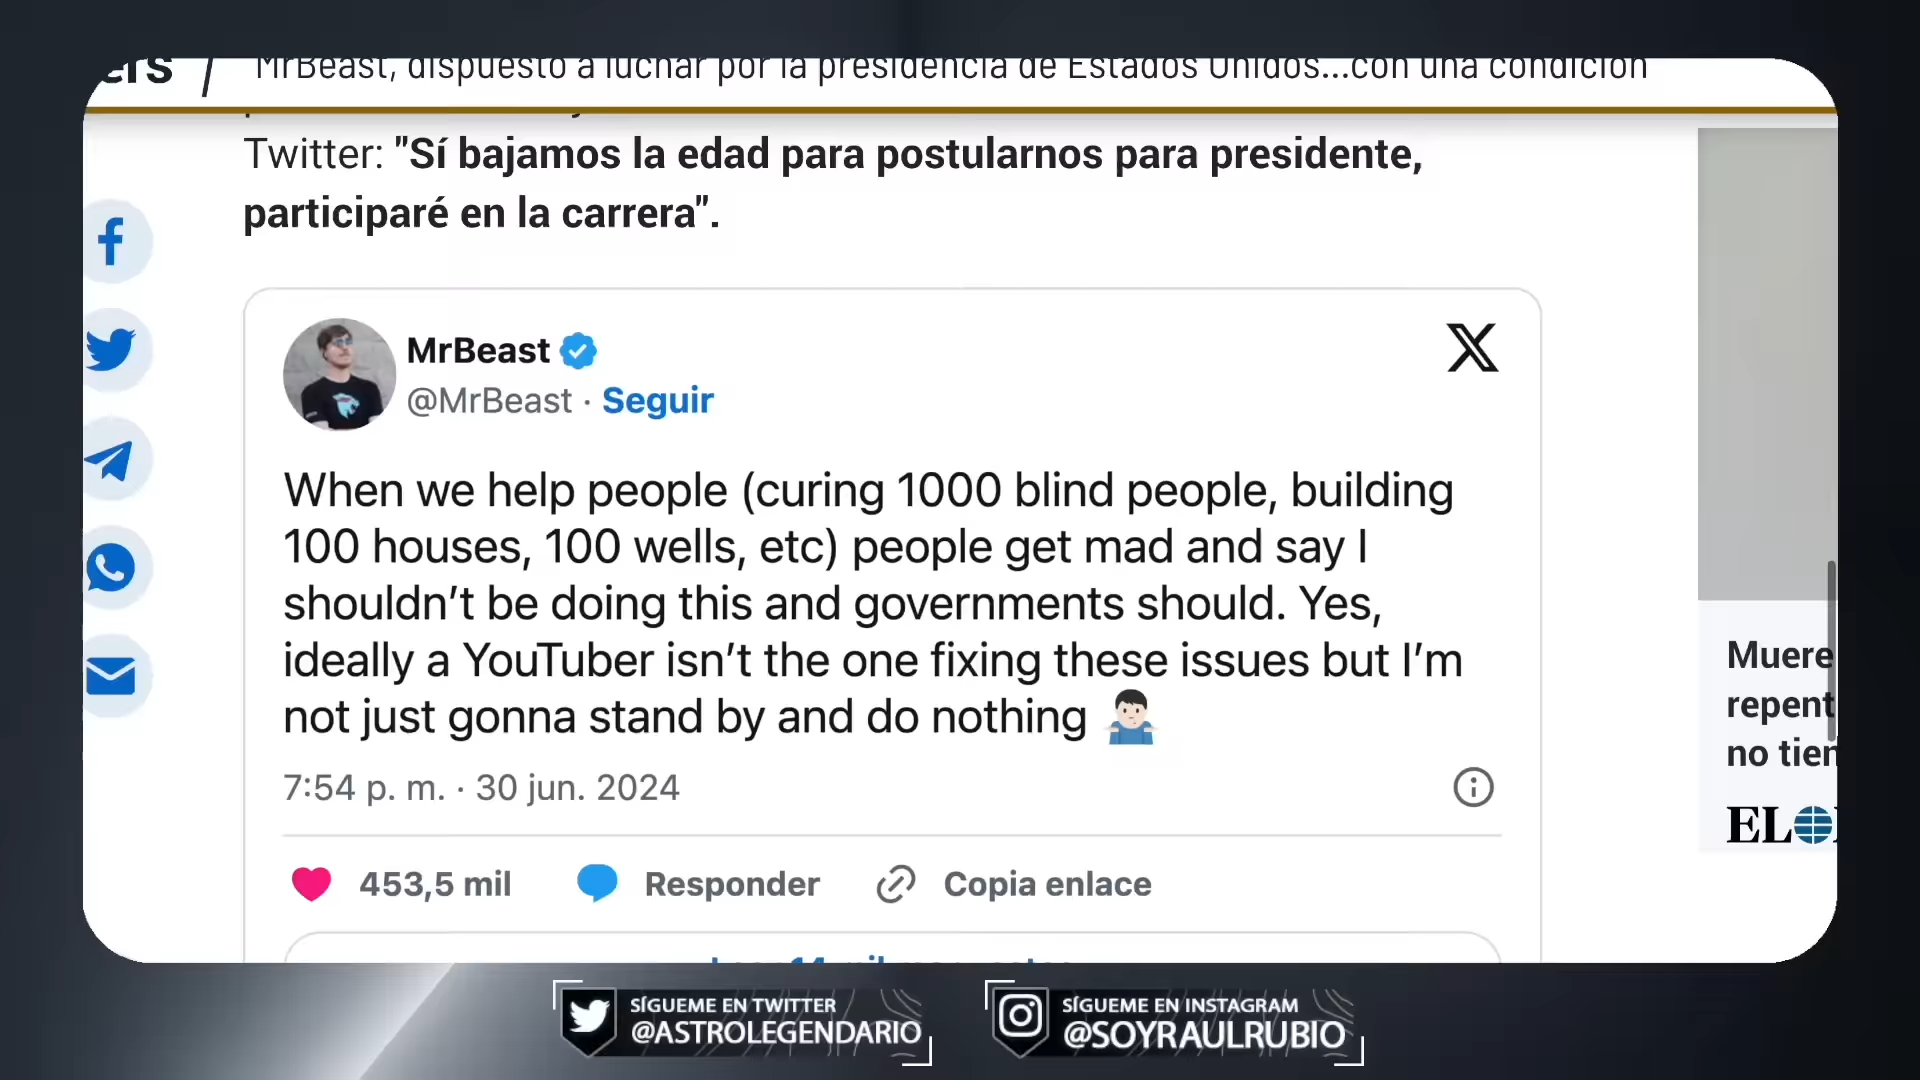 ers / MrBeast, dispuesto a luchar por la presidencia de Estados Unidos...con una condición
Twitter: "Sí bajamos la edad para postularnos para presidente,
participaré en la carrera".
MrBeast
@MrBeast · Seguir
When we help people (curing 1000 blind people, building
100 houses, 100 wells, etc) people get mad and say I
shouldn't be doing this and governments should. Yes,
ideally a YouTuber isn't the one fixing these issues but I'm
not just gonna stand by and do nothing
7:54 p. m. · 30 jun. 2024
453,5 mil Responder Copia enlace
Muere
repent
no tien
EL
SÍGUEME EN TWITTER
@ASTROLEGENDARIO
SÍGUEME EN INSTAGRAM
@SOYRAULRUBIO